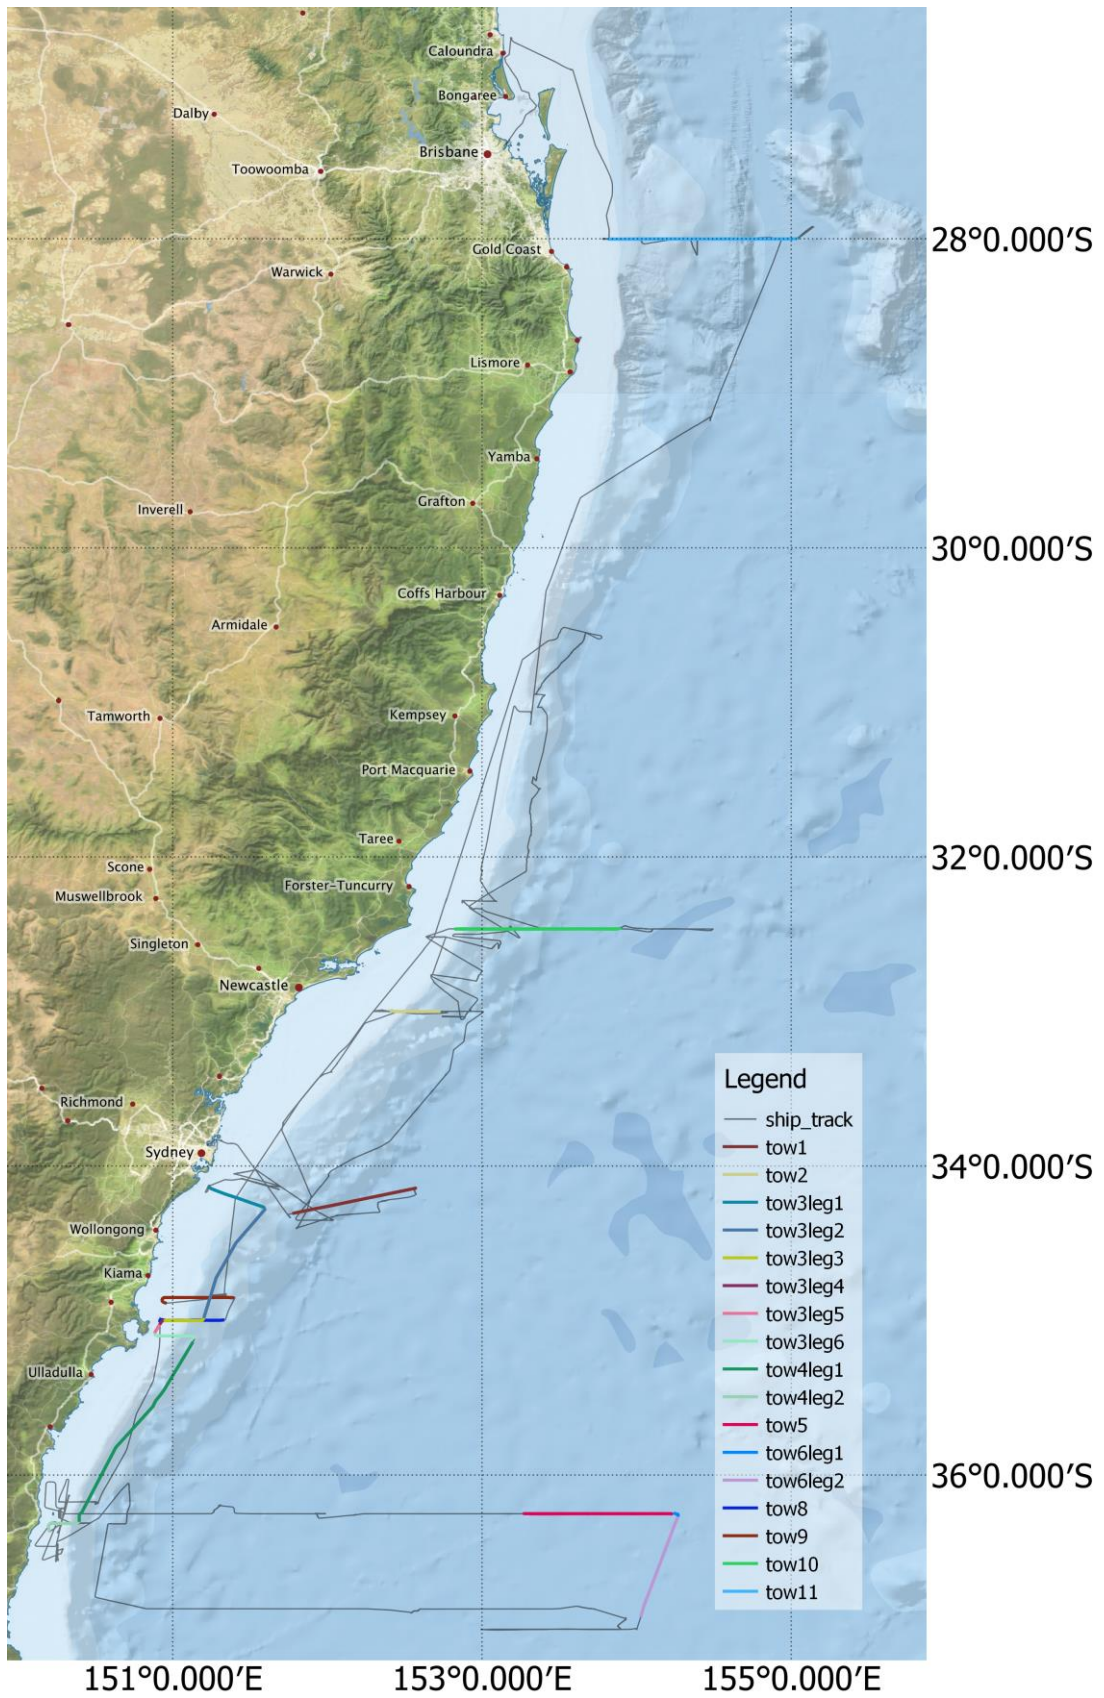 Caloundra
Bongaree
Dalby
Brisbane
Toowoomba
28°0.000′S
Gold Coast
Warwick
Lismore
Yamba
Grafton
Inverell
30°0.000′S
Coffs Harbour
Armidale
Kempsey
Tamworth
Port Macquarie
Taree
32°0.000′S
Scone
Forster-Tuncurry
Muswellbrook
Singleton
Newcastle
Richmond
Sydney
34°0.000′S
Wollongong
Kiama
Ulladulla
36°0.000′S
Legend
ship_track
tow1
tow2
tow3leg1
tow3leg2
tow3leg3
tow3leg4
tow3leg5
tow3leg6
tow4leg1
tow4leg2
tow5
tow6leg1
tow6leg2
tow8
tow9
tow10
tow11
151°0.000′E
153°0.000′E
155°0.000′E